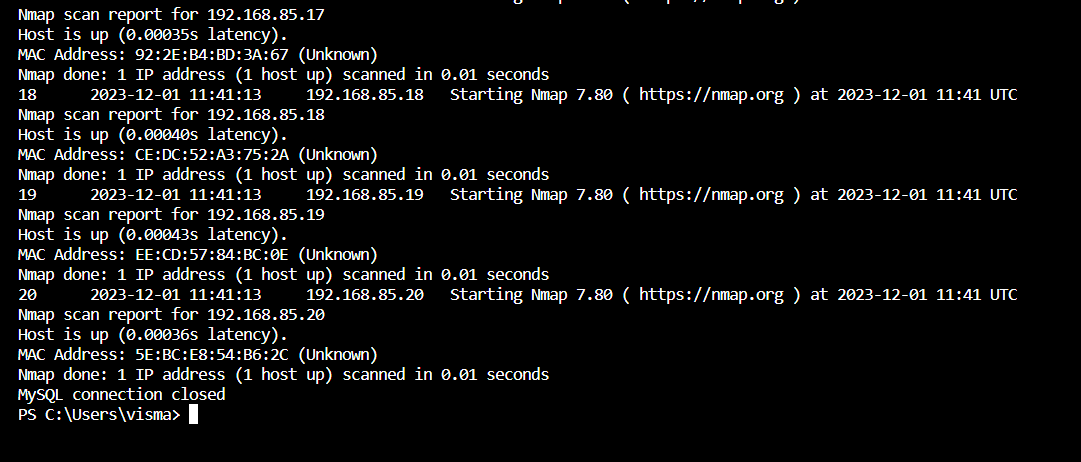 Starting Nmap 7.80 ( https://nmap.org )
Nmap scan report for 192.168.85.17
Host is up (0.00035s latency).
MAC Address: 92:2E:B4:BD:3A:67 (Unknown)
Nmap done: 1 IP address (1 host up) scanned in 0.01 seconds
18 2023-12-01 11:41:13 192.168.85.18 Starting Nmap 7.80 ( https://nmap.org ) at 2023-12-01 11:41 UTC
Nmap scan report for 192.168.85.18
Host is up (0.00040s latency).
MAC Address: CE:DC:52:A3:75:2A (Unknown)
Nmap done: 1 IP address (1 host up) scanned in 0.01 seconds
19 2023-12-01 11:41:13 192.168.85.19 Starting Nmap 7.80 ( https://nmap.org ) at 2023-12-01 11:41 UTC
Nmap scan report for 192.168.85.19
Host is up (0.00043s latency).
MAC Address: EE:CD:57:84:BC:0E (Unknown)
Nmap done: 1 IP address (1 host up) scanned in 0.01 seconds
20 2023-12-01 11:41:13 192.168.85.20 Starting Nmap 7.80 ( https://nmap.org ) at 2023-12-01 11:41 UTC
Nmap scan report for 192.168.85.20
Host is up (0.00036s latency).
MAC Address: 5E:BC:E8:54:B6:2C (Unknown)
Nmap done: 1 IP address (1 host up) scanned in 0.01 seconds
MySQL connection closed
PS C:\Users\visma>